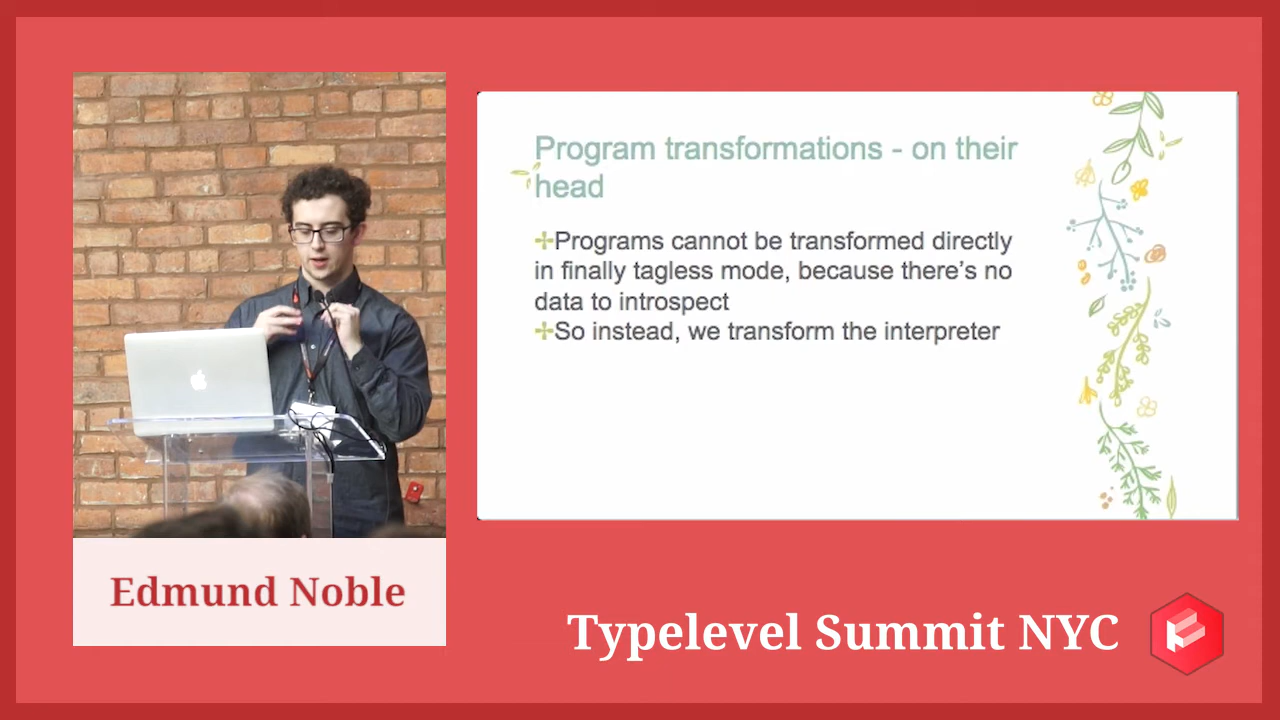 Program transformations - on their
head
✢Programs cannot be transformed directly
in finally tagless mode, because there's no
data to introspect
✢So instead, we transform the interpreter
Edmund Noble
Typelevel Summit NYC